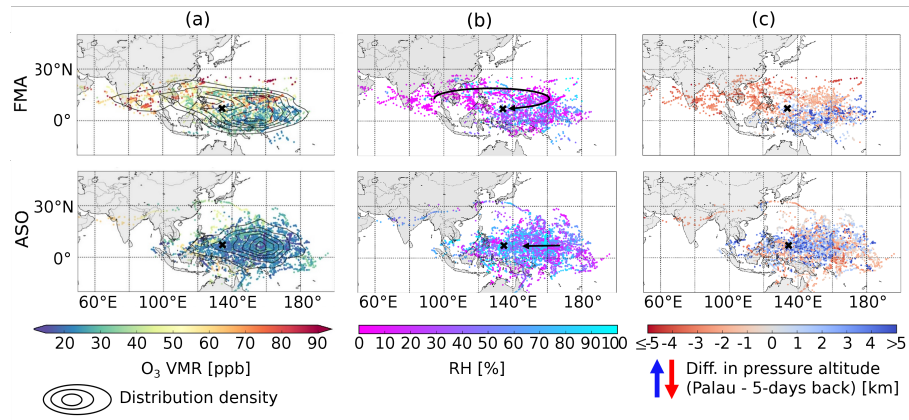 (a) (b) (c)
FMA
30°N
0°
ASO
30°N
0°
60°E 100°E 140°E 180°E 60°E 100°E 140°E 180°E 60°E 100°E 140°E 180°E
20 30 40 50 60 70 80 90
O₃ VMR [ppb]
0 10 20 30 40 50 60 70 80 90 100
RH [%]
≤-5 -4 -3 -2 -1 0 1 2 3 4 >5
Diff. in pressure altitude
(Palau - 5-days back) [km]
Distribution density